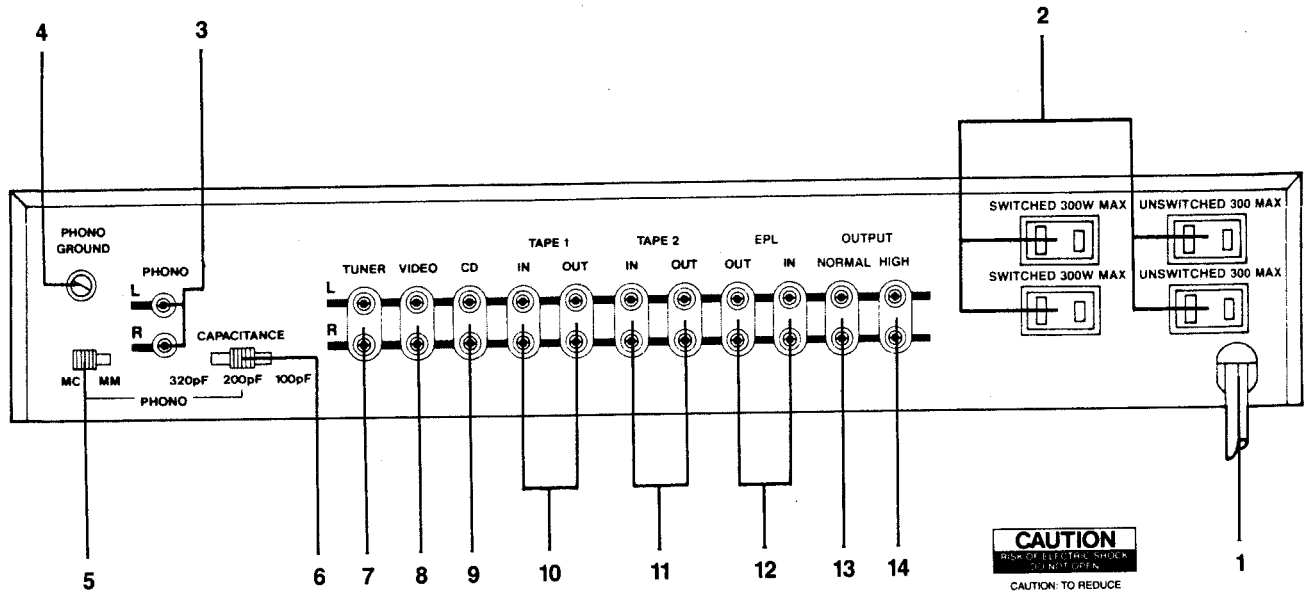 4 3 2
SWITCHED 300W MAX UNSWITCHED 300 MAX
PHONO
GROUND
TAPE 1 TAPE 2 EPL OUTPUT
PHONO TUNER VIDEO CD IN OUT IN OUT OUT IN NORMAL HIGH
SWITCHED 300W MAX UNSWITCHED 300 MAX
L L
R R
CAPACITANCE
MC MM 320pF 200pF 100pF
PHONO
CAUTION
RISK OF ELECTRIC SHOCK
DO NOT OPEN
CAUTION: TO REDUCE
5 6 7 8 9 10 11 12 13 14 1